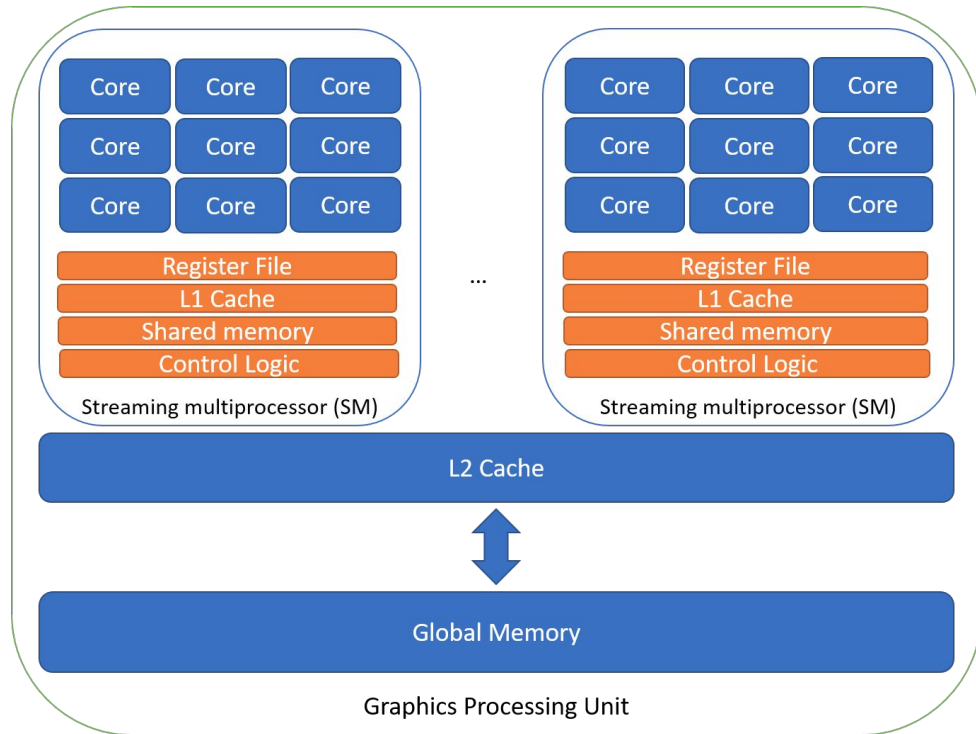 Core Core Core Core Core Core
Core Core Core Core Core Core
Core Core Core Core Core Core
Register File ... Register File
L1 Cache L1 Cache
Shared memory Shared memory
Control Logic Control Logic
Streaming multiprocessor (SM) Streaming multiprocessor (SM)
L2 Cache
Global Memory
Graphics Processing Unit